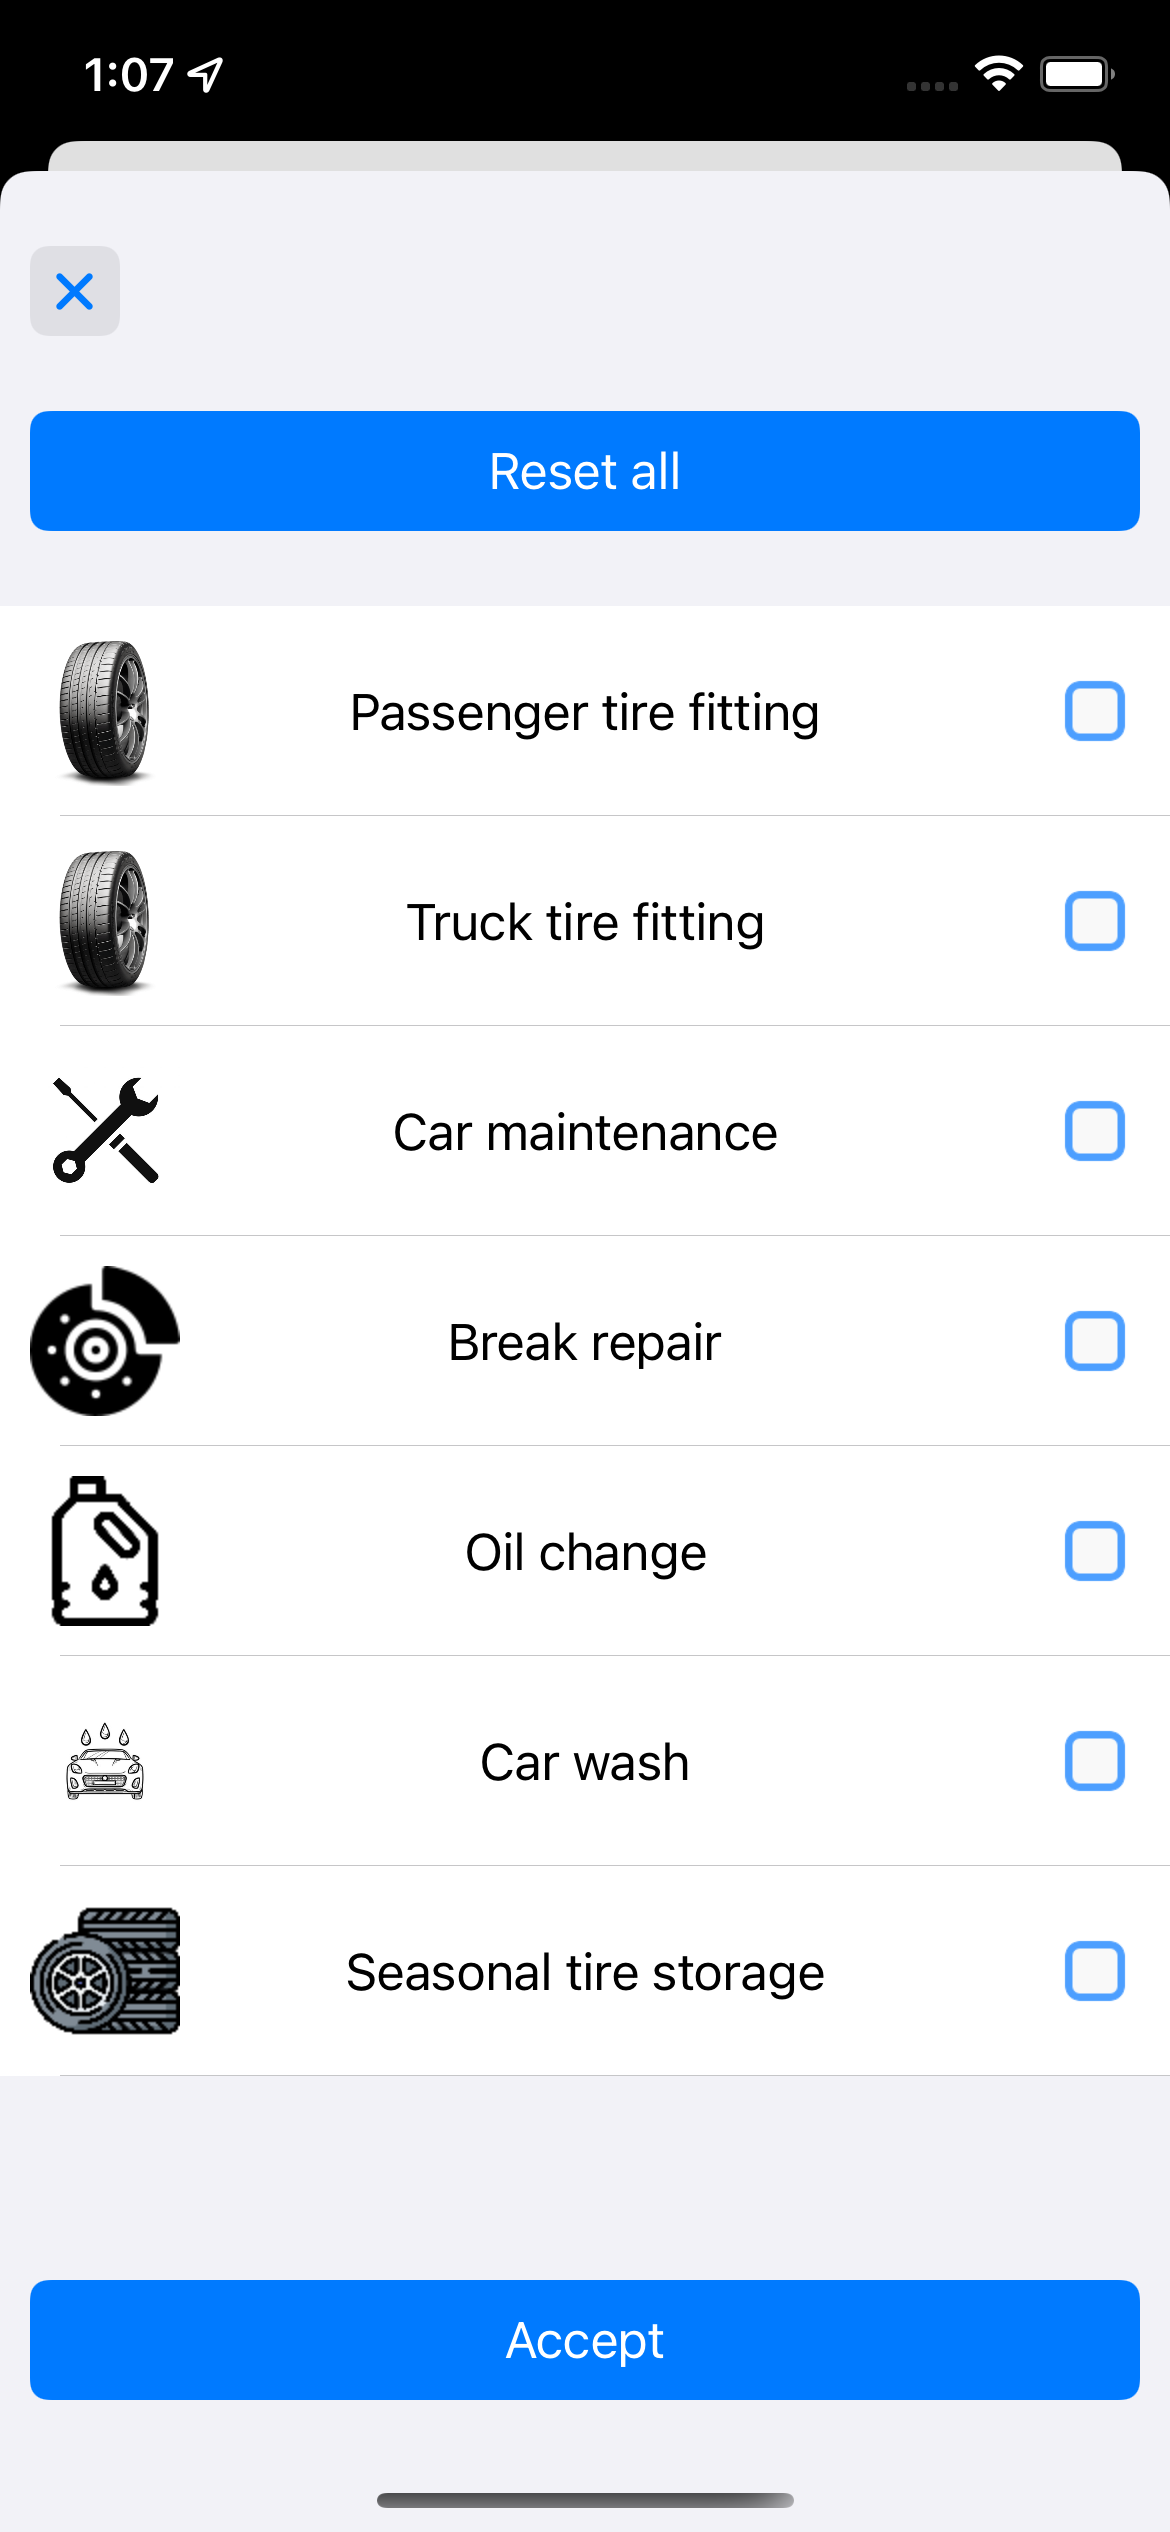 1:07
Reset all
Passenger tire fitting
Truck tire fitting
Car maintenance
Break repair
Oil change
Car wash
Seasonal tire storage
Accept